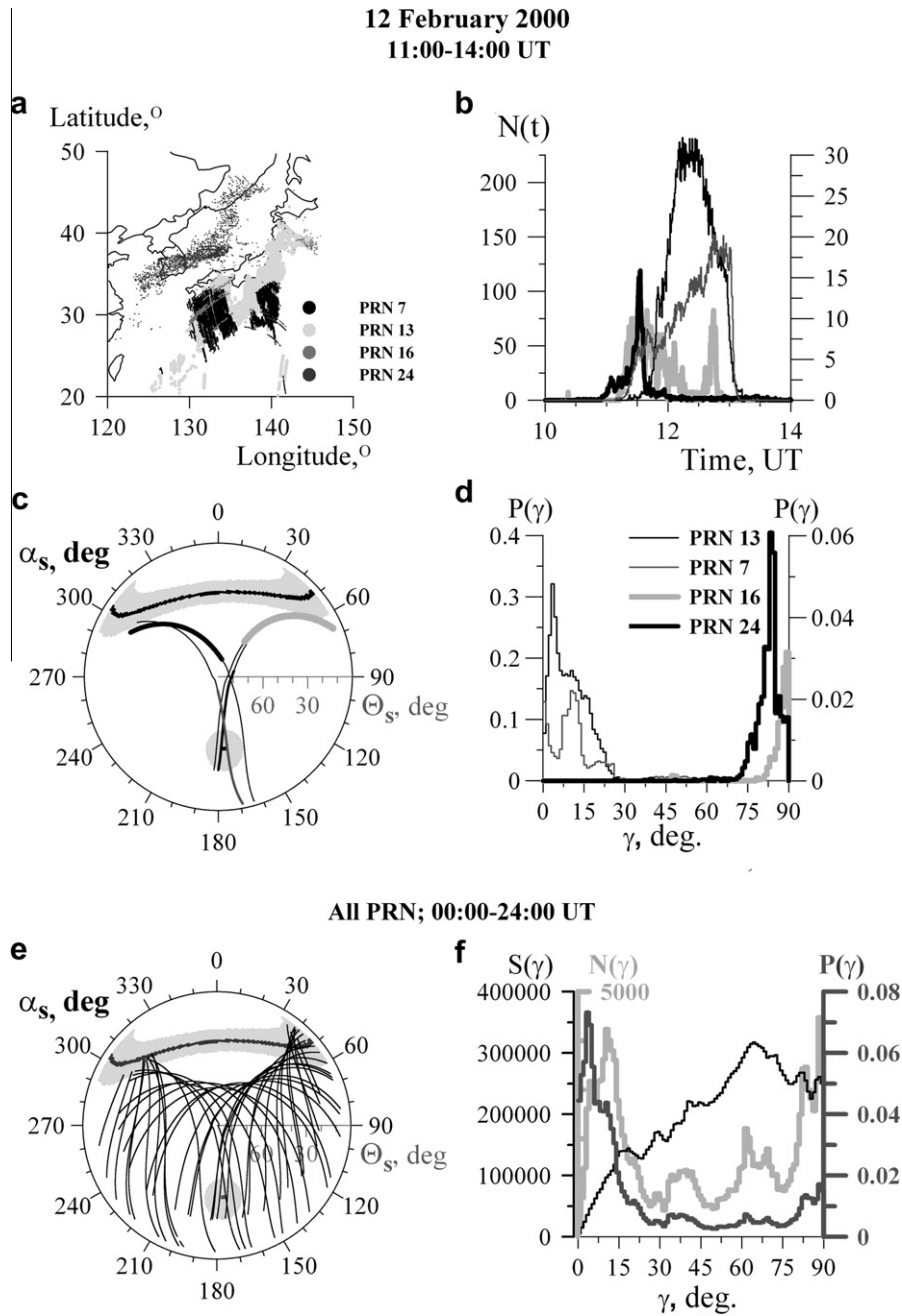 12 February 2000
11:00-14:00 UT
a
Latitude,°
50
40
30
20
120 130 140 150
Longitude,°
PRN 7
PRN 13
PRN 16
PRN 24
b
N(t)
200
150
100
50
0
30
25
20
15
10
5
0
10 12 14
Time, UT
c
αs, deg
0
30
60
90
120
150
180
210
240
270
300
330
60 30
Θs, deg
d
P(γ) P(γ)
0.4
0.3
0.2
0.1
0
0.06
0.04
0.02
0
PRN 13
PRN 7
PRN 16
PRN 24
0 15 30 45 60 75 90
γ, deg.
All PRN; 00:00-24:00 UT
e
αs, deg
0
30
60
90
120
150
180
210
240
270
300
330
60 30
Θs, deg
f
S(γ) N(γ) P(γ)
5000
400000
300000
200000
100000
0
0.08
0.06
0.04
0.02
0
0 15 30 45 60 75 90
γ, deg.